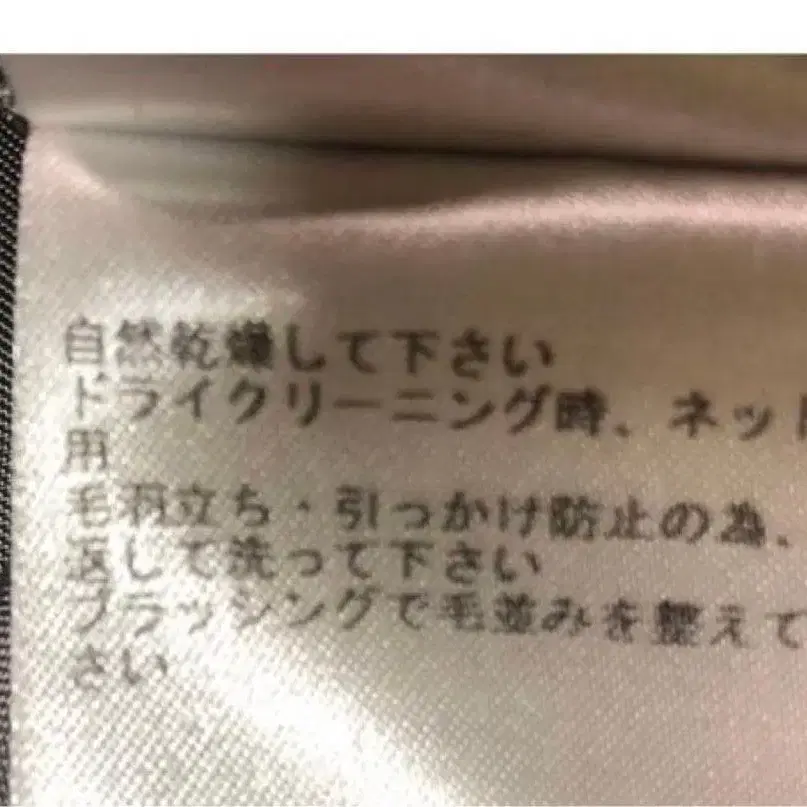 自然乾燥して下さい
ドライクリーニング時、ネット
用
毛羽立ち・引っかけ防止の為、
返して洗って下さい
ブラッシングで毛並みを整えて
さい